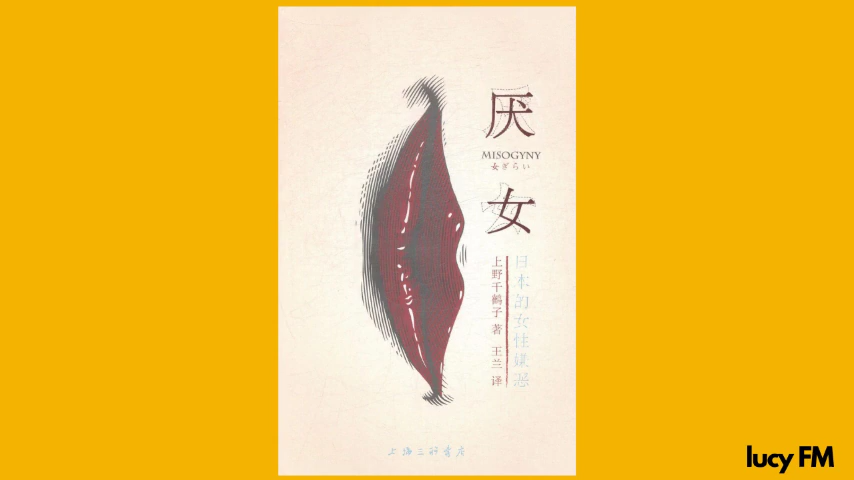 厌
MISOGYNY
女ぎらい
女
日本的女性嫌恶
上野千鹤子 著 王兰 译
上海三联书店
lucy FM